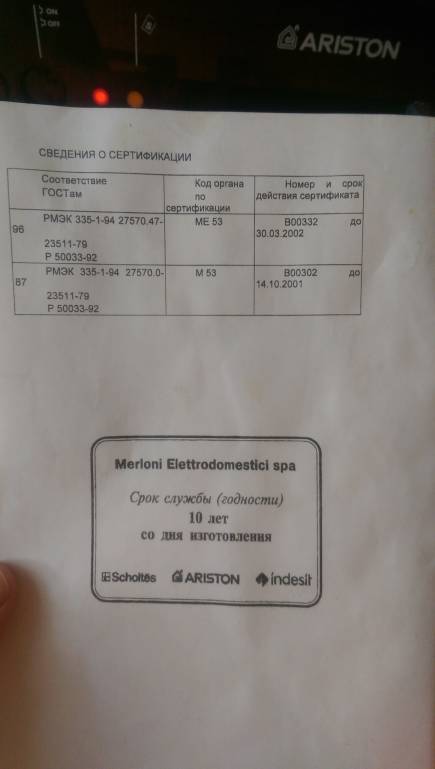 ON
OFF
S
ARISTON
СВЕДЕНИЯ О СЕРТИФИКАЦИИ
Соответствие ГОСТам
Код органа по сертификации
Номер и срок действия сертификата
РМЭК 335-1-94 27570.47-96
23511-79
Р 50033-92
МЕ 53
В00332 до 30.03.2002
РМЭК 335-1-94 27570.0-87
23511-79
Р 50033-92
М 53
В00302 до 14.10.2001
Merloni Elettrodomestici spa
Срок службы (годности)
10 лет
со дня изготовления
Scholtès ARISTON indesit